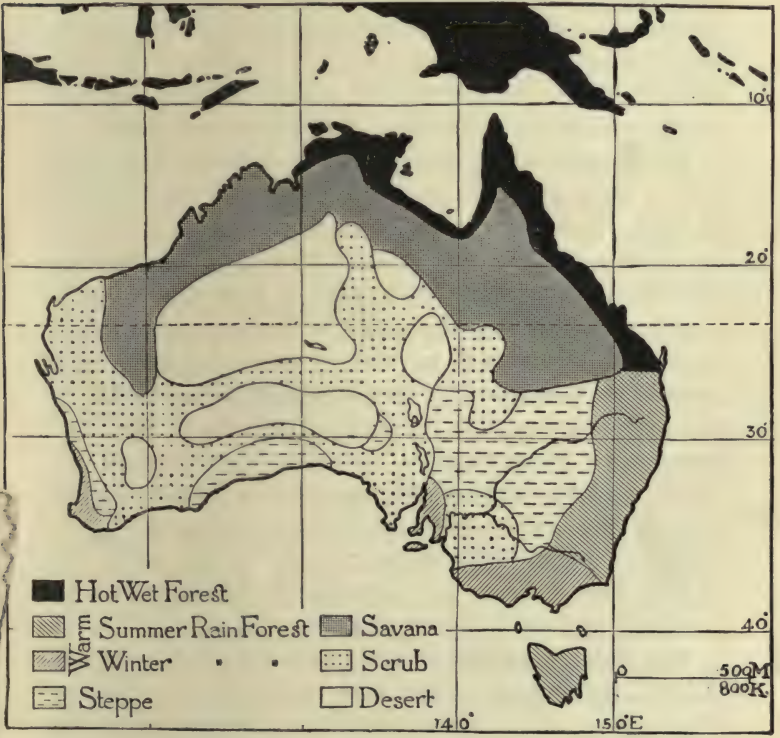 10°
20°
30°
Hot Wet Forest
Warm
Summer Rain Forest
Savana
40°
Winter " "
Scrub
0 500M
800K.
Steppe
Desert
140°
150°E